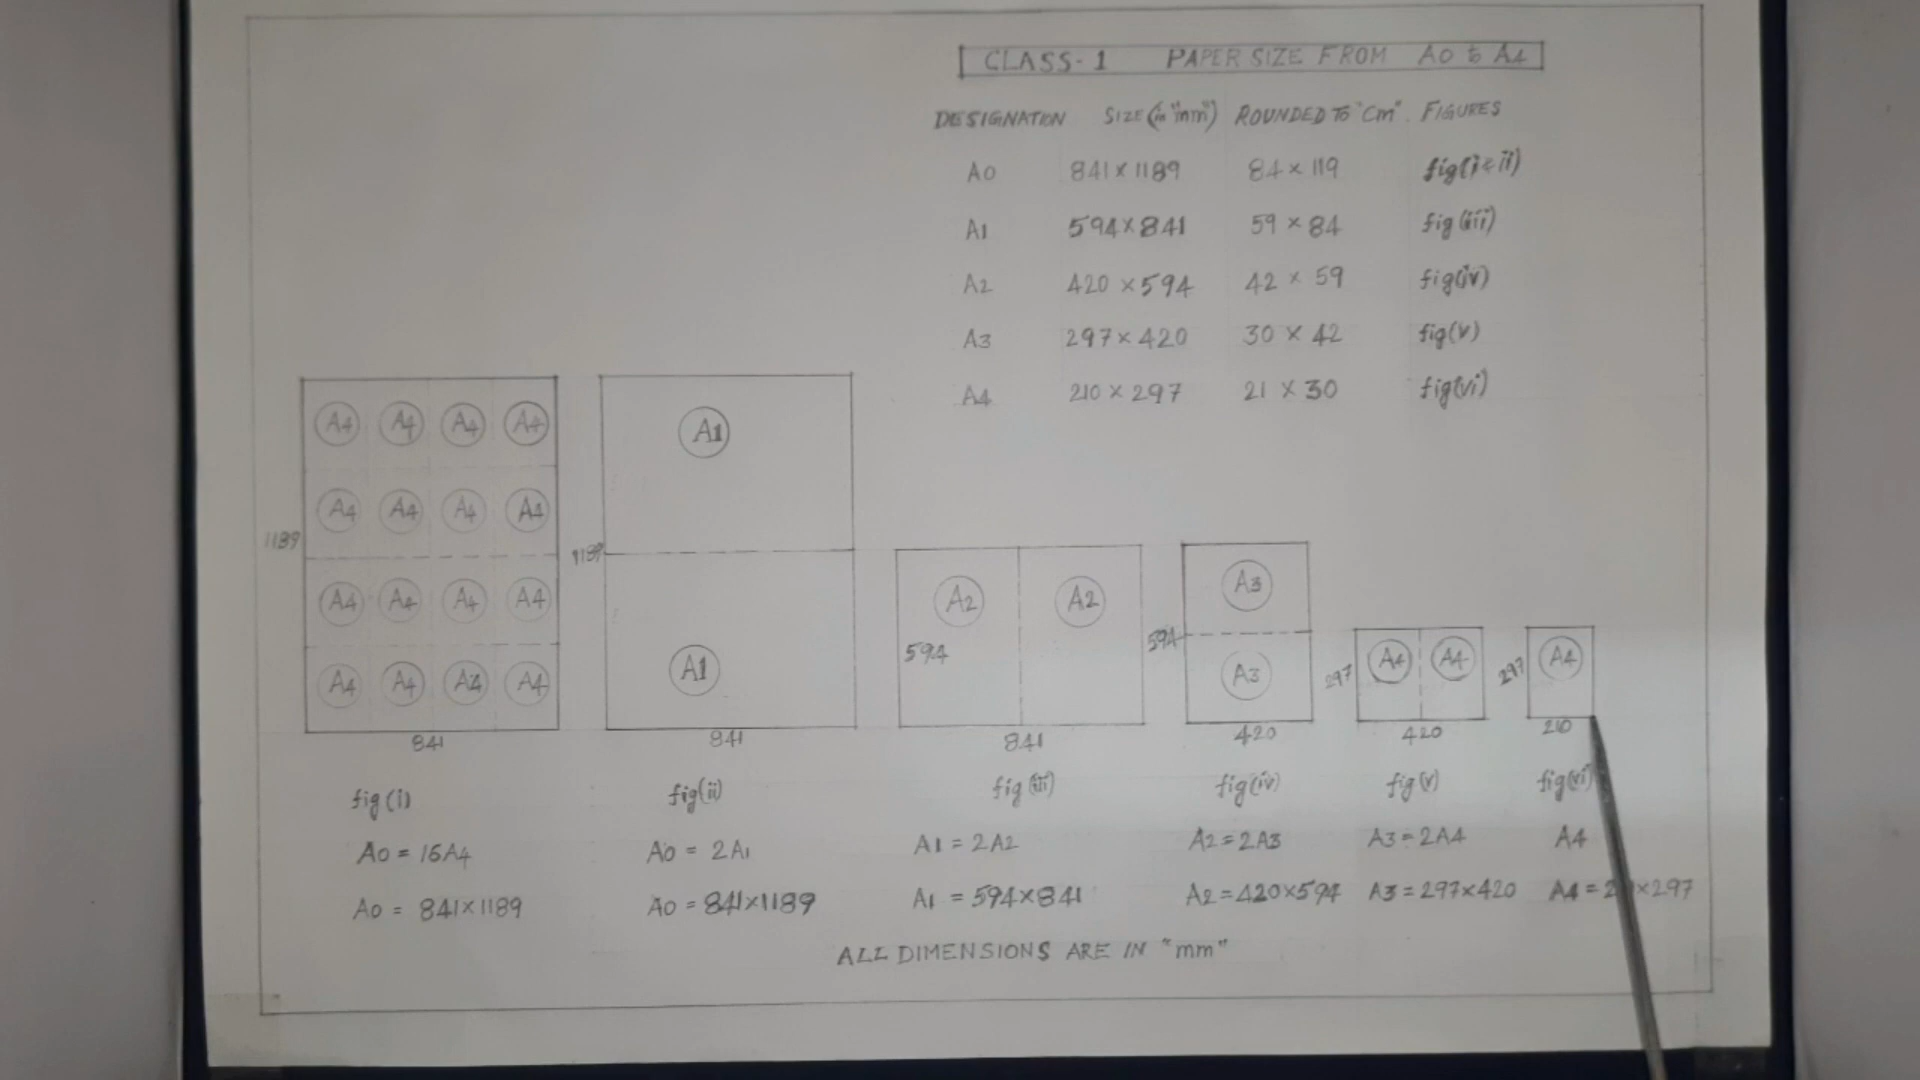 CLASS-1 PAPER SIZE FROM A0 to A4
DESIGNATION SIZE (in "mm") ROUNDED TO "Cm". FIGURES
A0 841 x 1189 84 x 119 fig(i & ii)
A1 594 x 841 59 x 84 fig (iii)
A2 420 x 594 42 x 59 fig(iv)
A3 297 x 420 30 x 42 fig(v)
A4 210 x 297 21 x 30 fig(vi)
A4 A4 A4 A4
A4 A4 A4 A4
A4 A4 A4 A4
A4 A4 A4 A4
1189
841
A1
1189
A1
841
A2 A2
594
841
A3
594
A3
420
A4 A4
297
420
A4
297
210
fig (i) fig(ii) fig (iii) fig(iv) fig (v) fig(vi)
A0 = 16A4 A0 = 2A1 A1 = 2A2 A2 = 2A3 A3 = 2A4 A4
A0 = 841x1189 A0 = 841x1189 A1 = 594x841 A2 = 420x594 A3 = 297x420 A4 = x297
ALL DIMENSIONS ARE IN "mm"